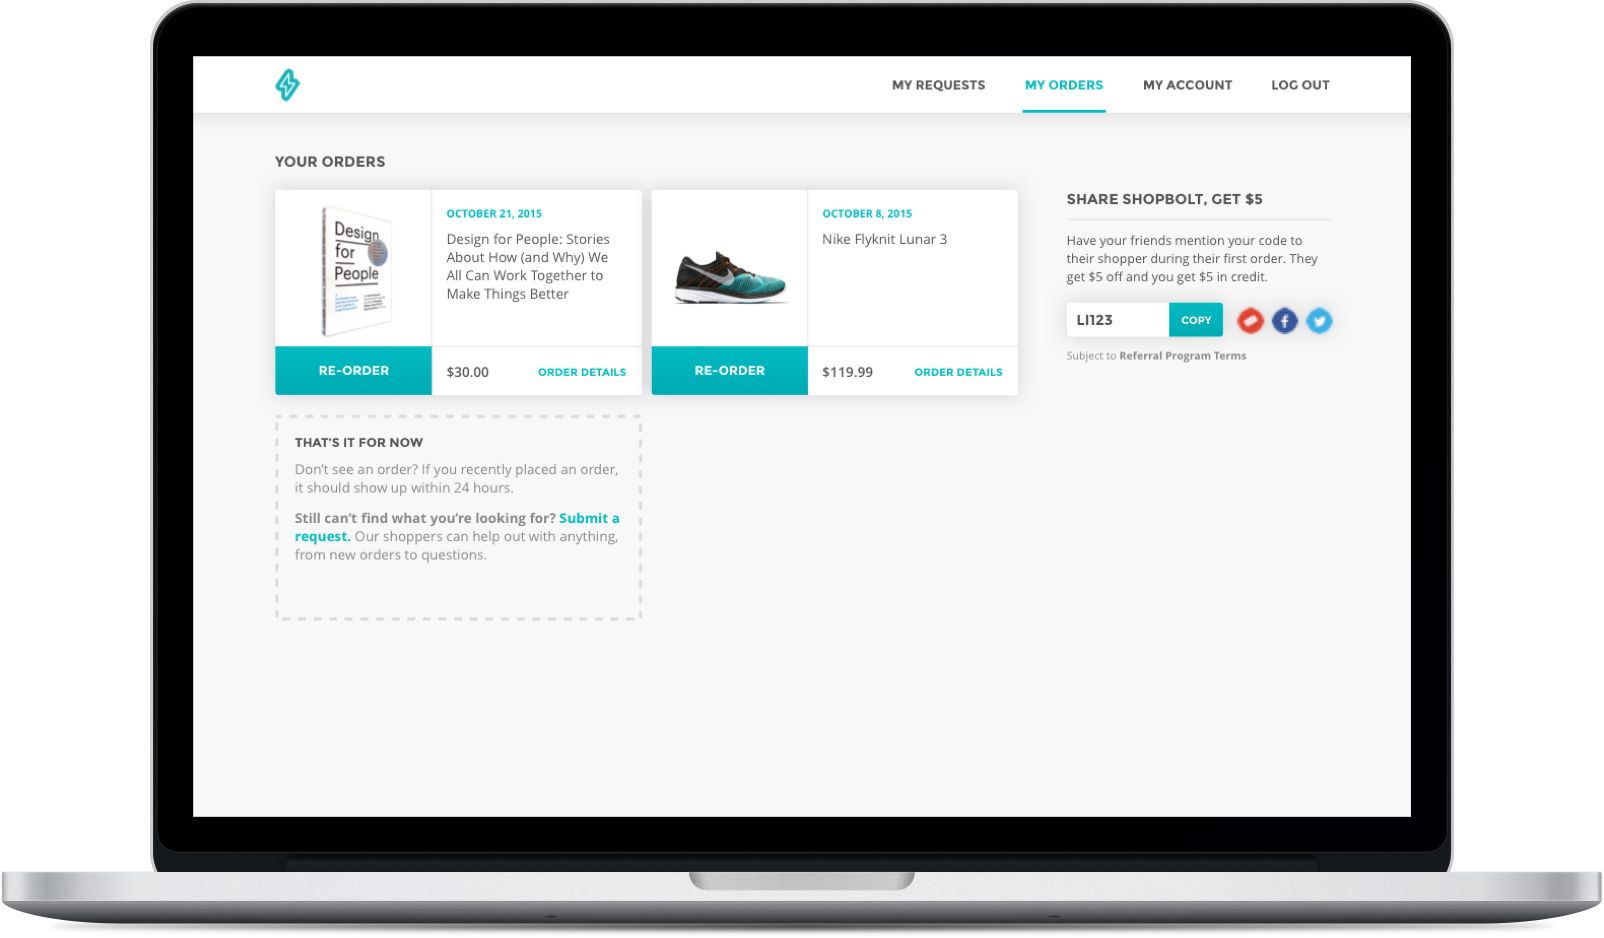 MY REQUESTS
MY ORDERS
MY ACCOUNT
LOG OUT
YOUR ORDERS
Design
for
People
OCTOBER 21, 2015
Design for People: Stories
About How (and Why) We
All Can Work Together to
Make Things Better
RE-ORDER
$30.00
ORDER DETAILS
OCTOBER 8, 2015
Nike Flyknit Lunar 3
RE-ORDER
$119.99
ORDER DETAILS
SHARE SHOPBOLT, GET $5
Have your friends mention your code to
their shopper during their first order. They
get $5 off and you get $5 in credit.
LI123
COPY
Subject to Referral Program Terms
THAT'S IT FOR NOW
Don't see an order? If you recently placed an order,
it should show up within 24 hours.
Still can't find what you're looking for? Submit a
request. Our shoppers can help out with anything,
from new orders to questions.